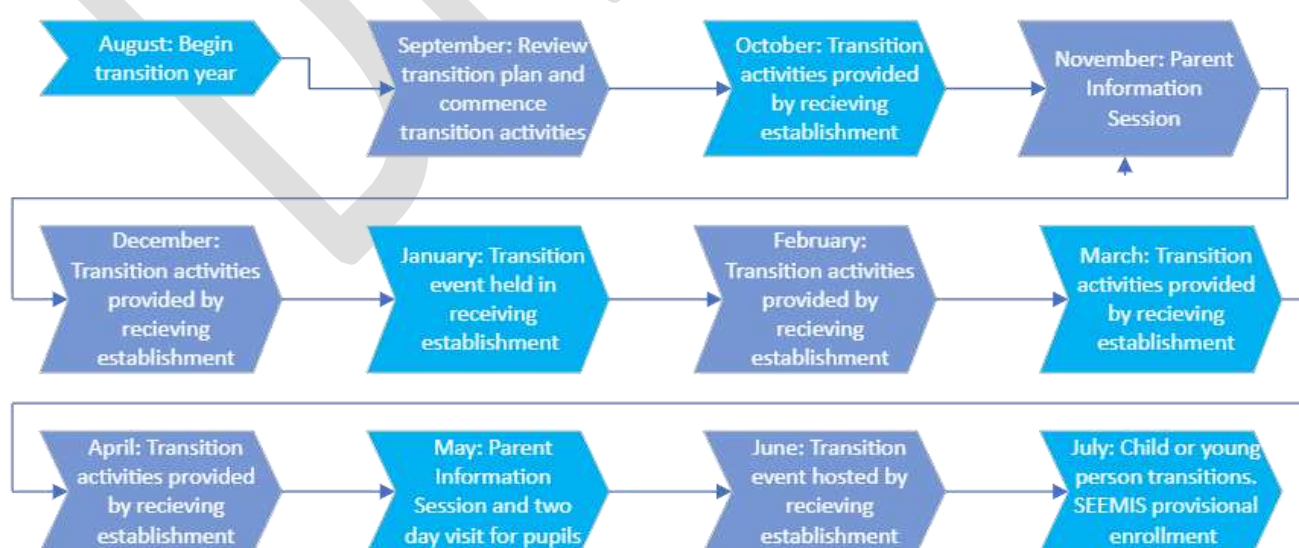 August: Begin
transition year
September: Review
transition plan and
commence
transition activities
October: Transition
activities provided
by recieving
establishment
November: Parent
Information
Session
December:
Transition activities
provided by
recieving
establishment
January: Transition
event held in
receiving
establishment
February:
Transition activities
provided by
recieving
establishment
March: Transition
activities provided
by recieving
establishment
April: Transition
activities provided
by recieving
establishment
May: Parent
Information
Session and two
day visit for pupils
June: Transition
event hosted by
recieving
establishment
July: Child or young
person transitions.
SEEMIS provisional
enrollment